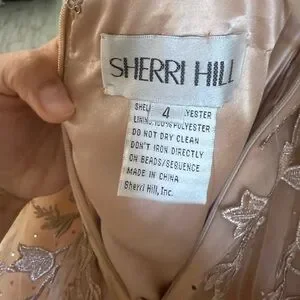 SHERRI HILL
4
YESTER
100% POLYESTER
DO NOT DRY CLEAN
DON'T IRON DIRECTLY
ON BEADS/SEQUENCE
MADE IN CHINA
Sherri Hill, Inc.